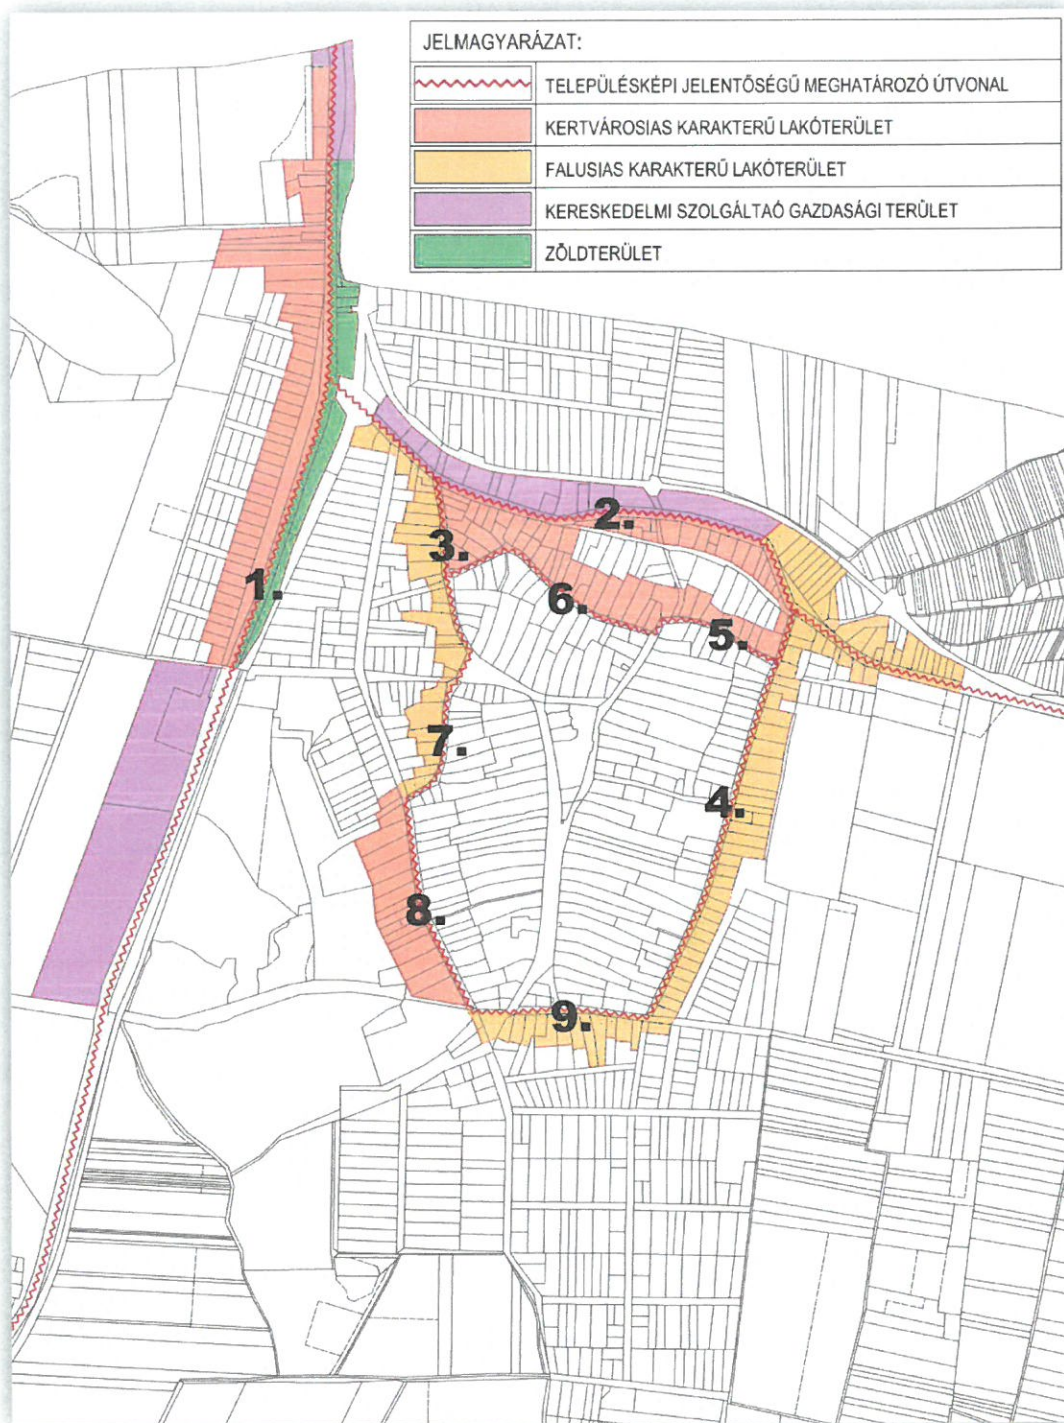 JELMAGYARÁZAT:
TELEPÜLÉSKÉPI JELENTŐSÉGŰ MEGHATÁROZÓ ÚTVONAL
KERTVÁROSIAS KARAKTERŰ LAKÓTERÜLET
FALUSIAS KARAKTERŰ LAKÓTERÜLET
KERESKEDELMI SZOLGÁLTAÓ GAZDASÁGI TERÜLET
ZÖLDTERÜLET
2.
3.
1.
6.
5.
7.
4.
8.
9.